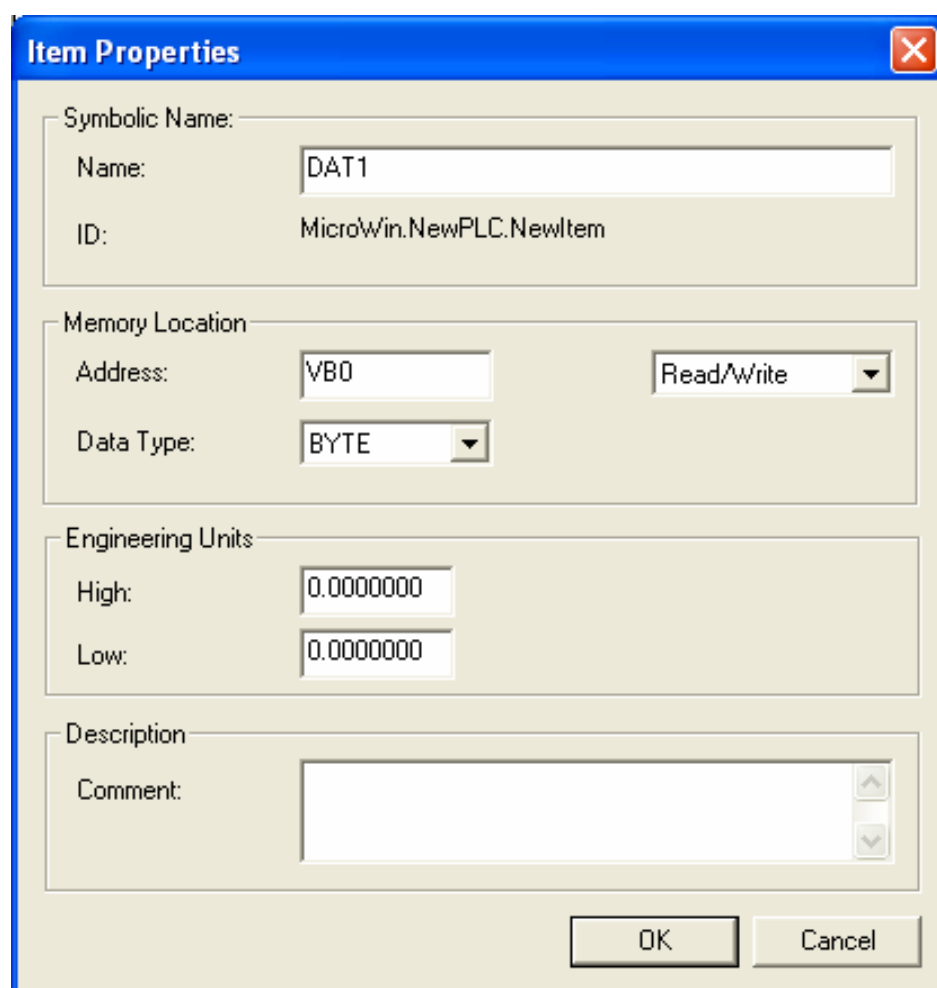 Item Properties
Symbolic Name:
Name: DAT1
ID: MicroWin.NewPLC.NewItem
Memory Location
Address: VB0 Read/Write
Data Type: BYTE
Engineering Units
High: 0.0000000
Low: 0.0000000
Description
Comment:
OK Cancel